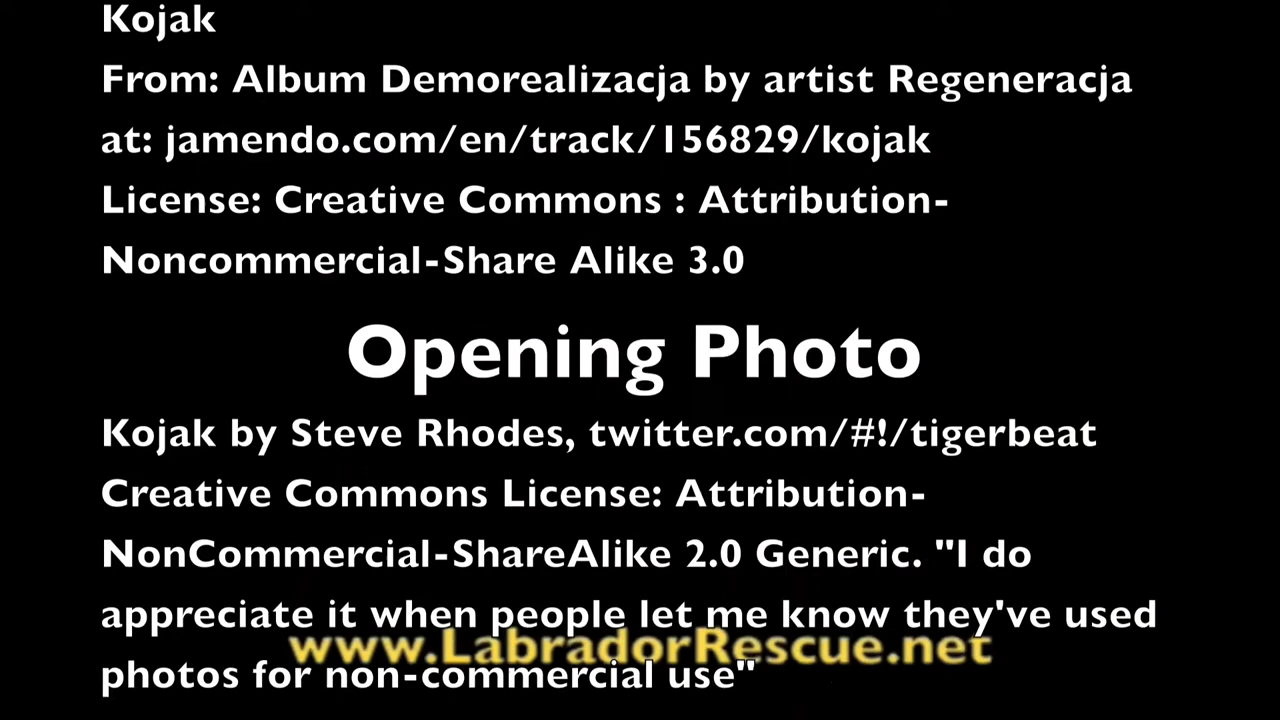 Kojak
From: Album Demorealizacja by artist Regeneracja
at: jamendo.com/en/track/156829/kojak
License: Creative Commons : Attribution-
Noncommercial-Share Alike 3.0
Opening Photo
Kojak by Steve Rhodes, twitter.com/#!/tigerbeat
Creative Commons License: Attribution-
NonCommercial-ShareAlike 2.0 Generic. "I do
appreciate it when people let me know they've used
www.LabradorRescue.net
photos for non-commercial use"